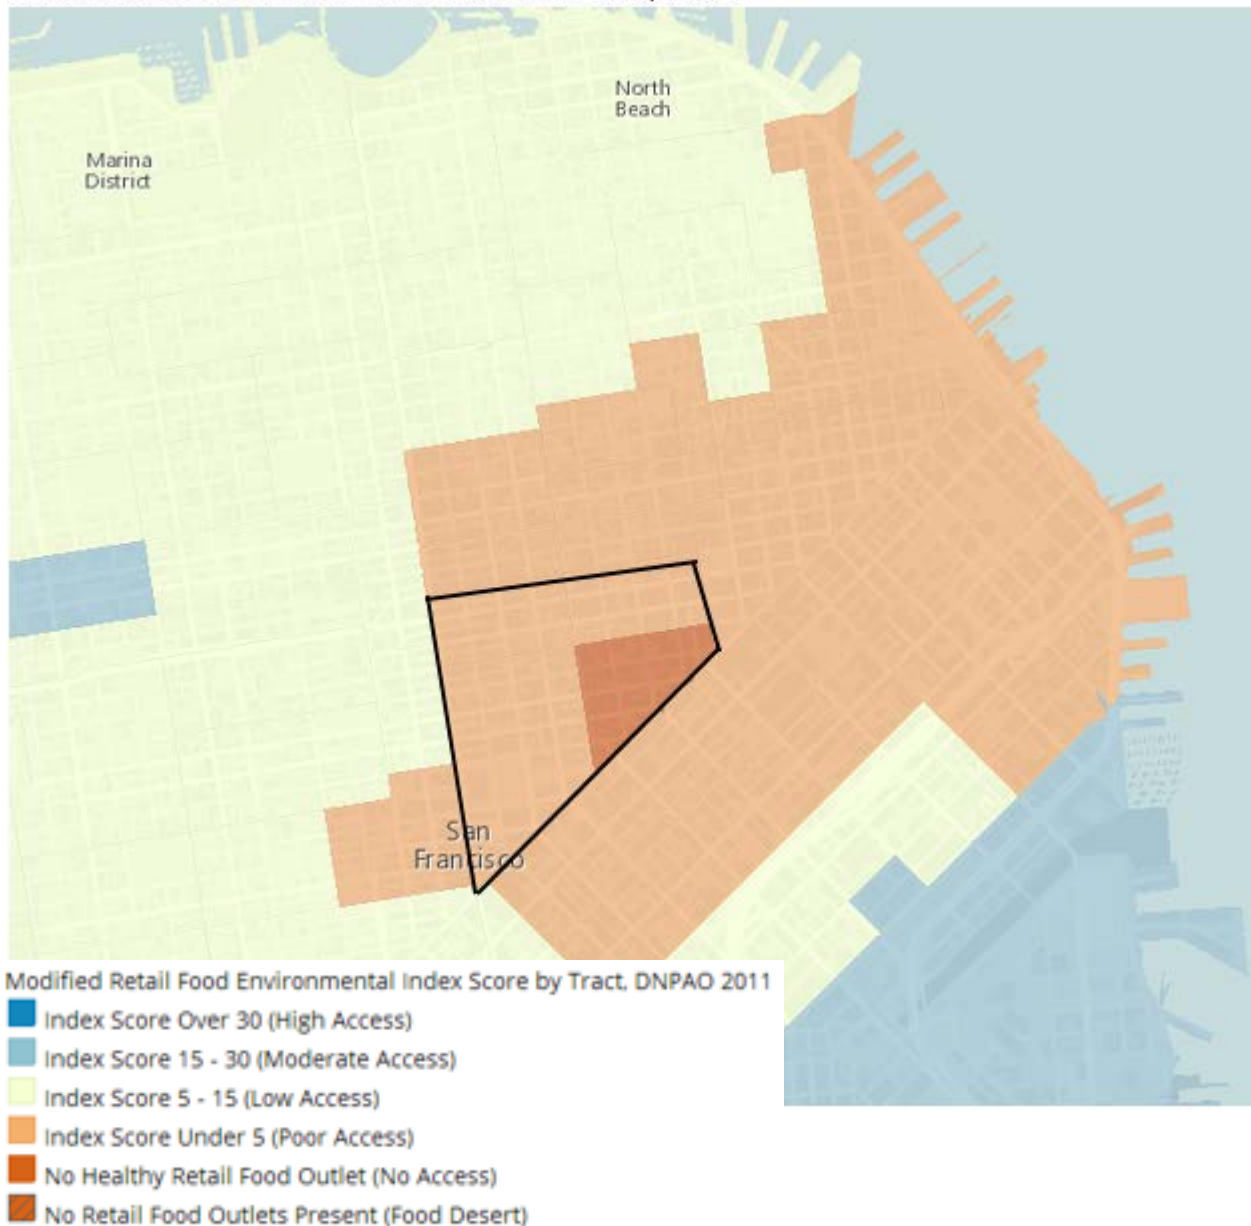 North
Beach
Marina
District
San
Francisco
Modified Retail Food Environmental Index Score by Tract, DNPAO 2011
Index Score Over 30 (High Access)
Index Score 15 - 30 (Moderate Access)
Index Score 5 - 15 (Low Access)
Index Score Under 5 (Poor Access)
No Healthy Retail Food Outlet (No Access)
No Retail Food Outlets Present (Food Desert)